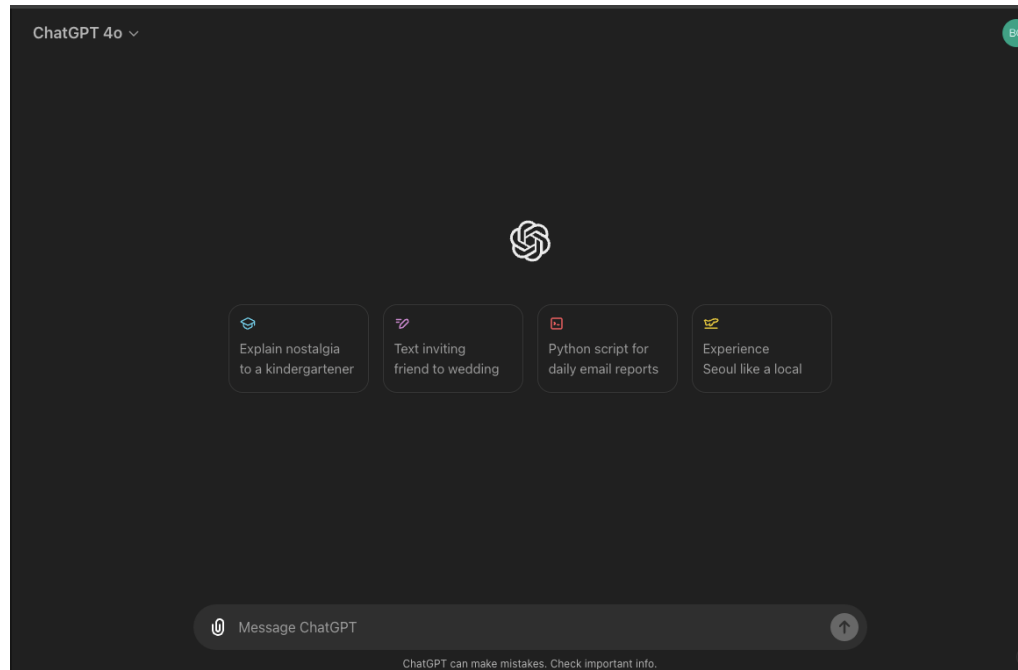 ChatGPT 4o
Explain nostalgia
to a kindergartener
Text inviting
friend to wedding
Python script for
daily email reports
Experience
Seoul like a local
Message ChatGPT
ChatGPT can make mistakes. Check important info.